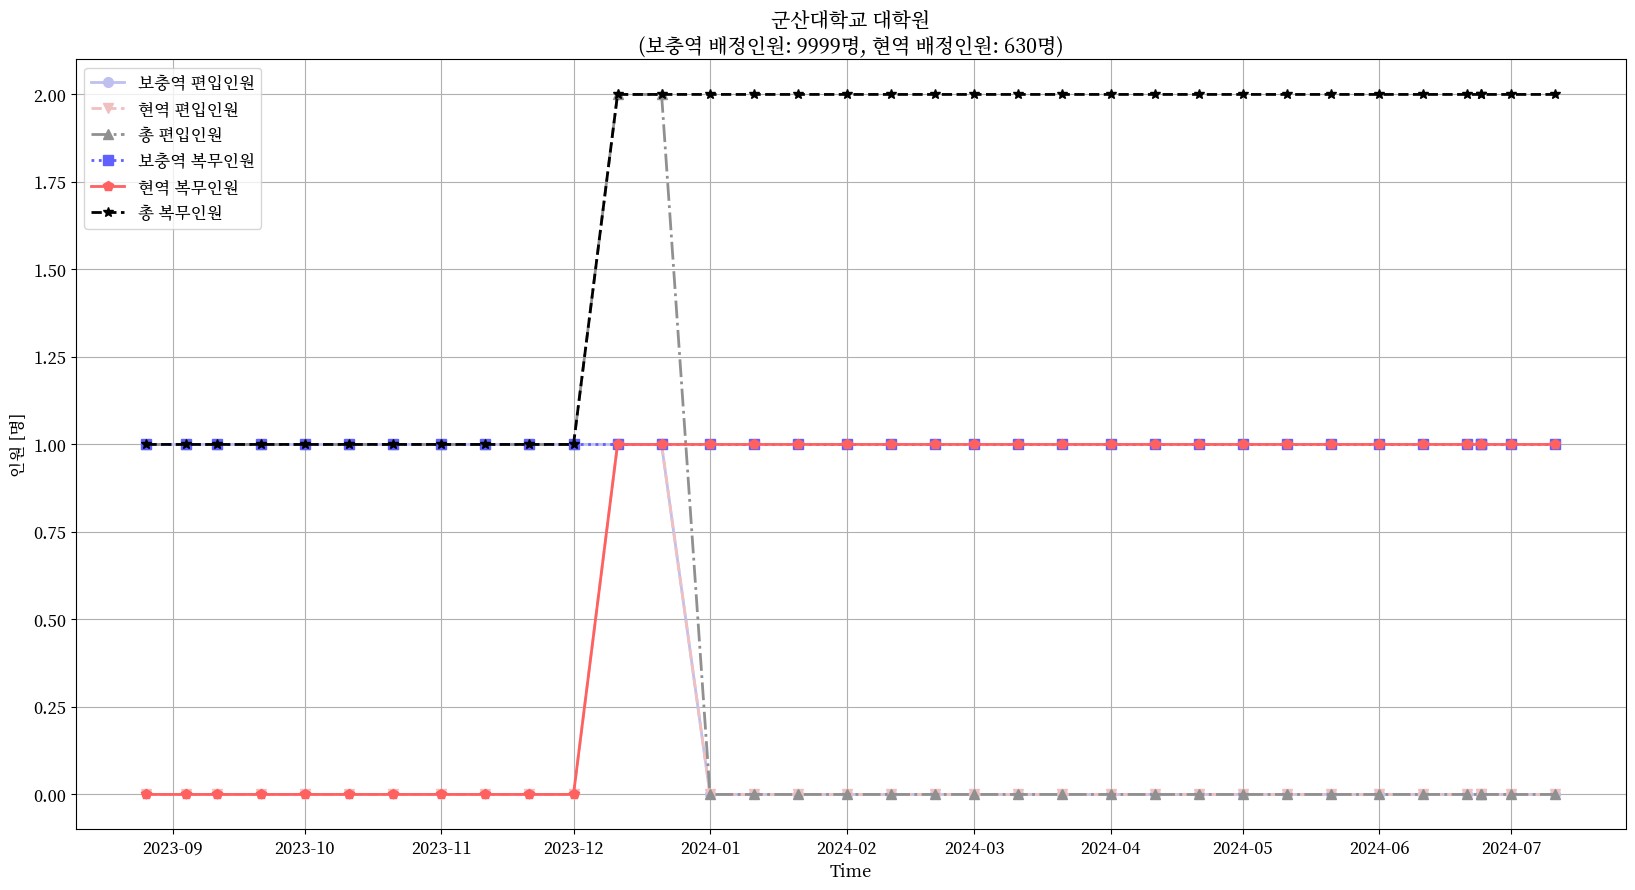 군산대학교 대학원
(보충역 배정인원: 9999명, 현역 배정인원: 630명)
보충역 편입인원
현역 편입인원
총 편입인원
보충역 복무인원
현역 복무인원
총 복무인원
2.00
1.75
1.50
1.25
1.00
0.75
0.50
0.25
0.00
인원 [명]
2023-09 2023-10 2023-11 2023-12 2024-01 2024-02 2024-03 2024-04 2024-05 2024-06 2024-07
Time